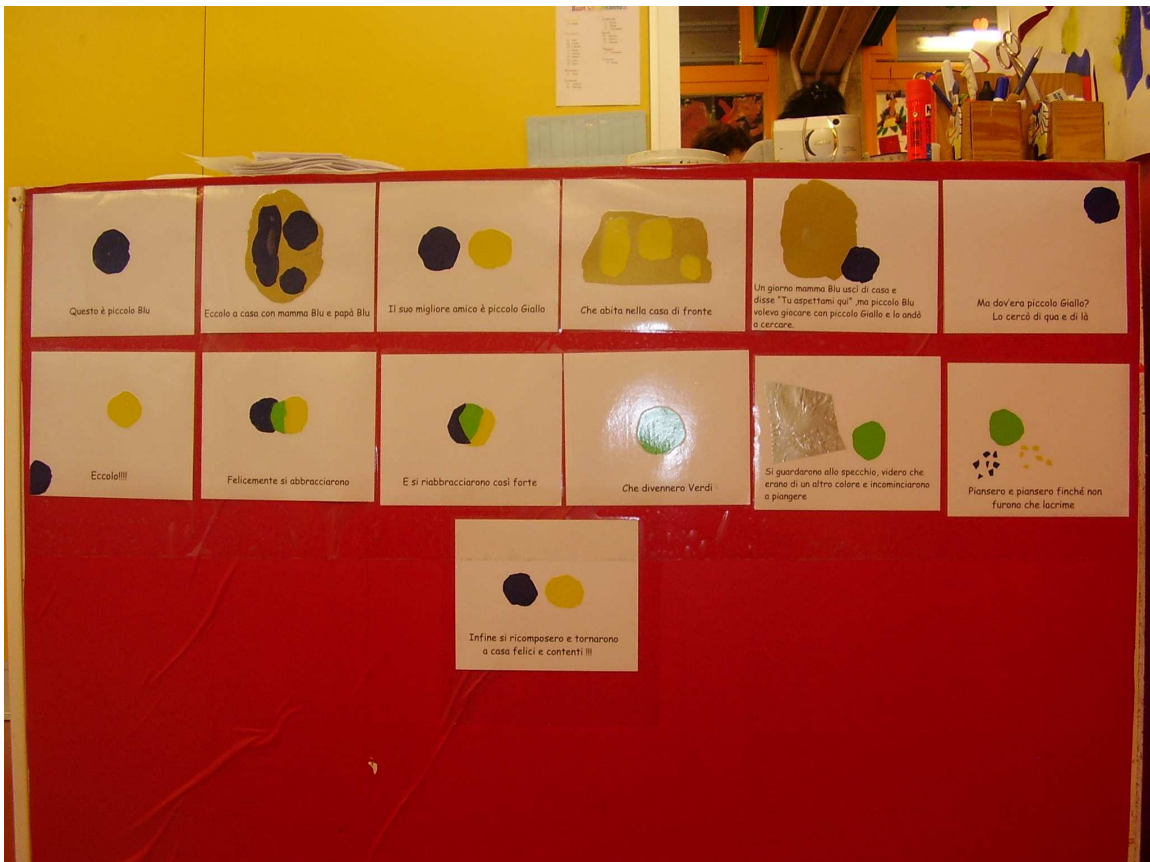 Questo è piccolo Blu
Eccolo a casa con mamma Blu e papà Blu
Il suo migliore amico è piccolo Giallo
Che abita nella casa di fronte
Un giorno mamma Blu uscì di casa e
disse "Tu aspettami qui" ,ma piccolo Blu
voleva giocare con piccolo Giallo e lo andò
a cercare.
Ma dov'era piccolo Giallo?
Lo cercò di qua e di là
Eccolo!!!!
Felicemente si abbracciarono
E si riabbracciarono così forte
Che divennero Verdi
Si guardarono allo specchio, videro che
erano di un altro colore e incominciarono
a piangere
Piansero e piansero finché non
furono che lacrime
Infine si ricomposero e tornarono
a casa felici e contenti !!!